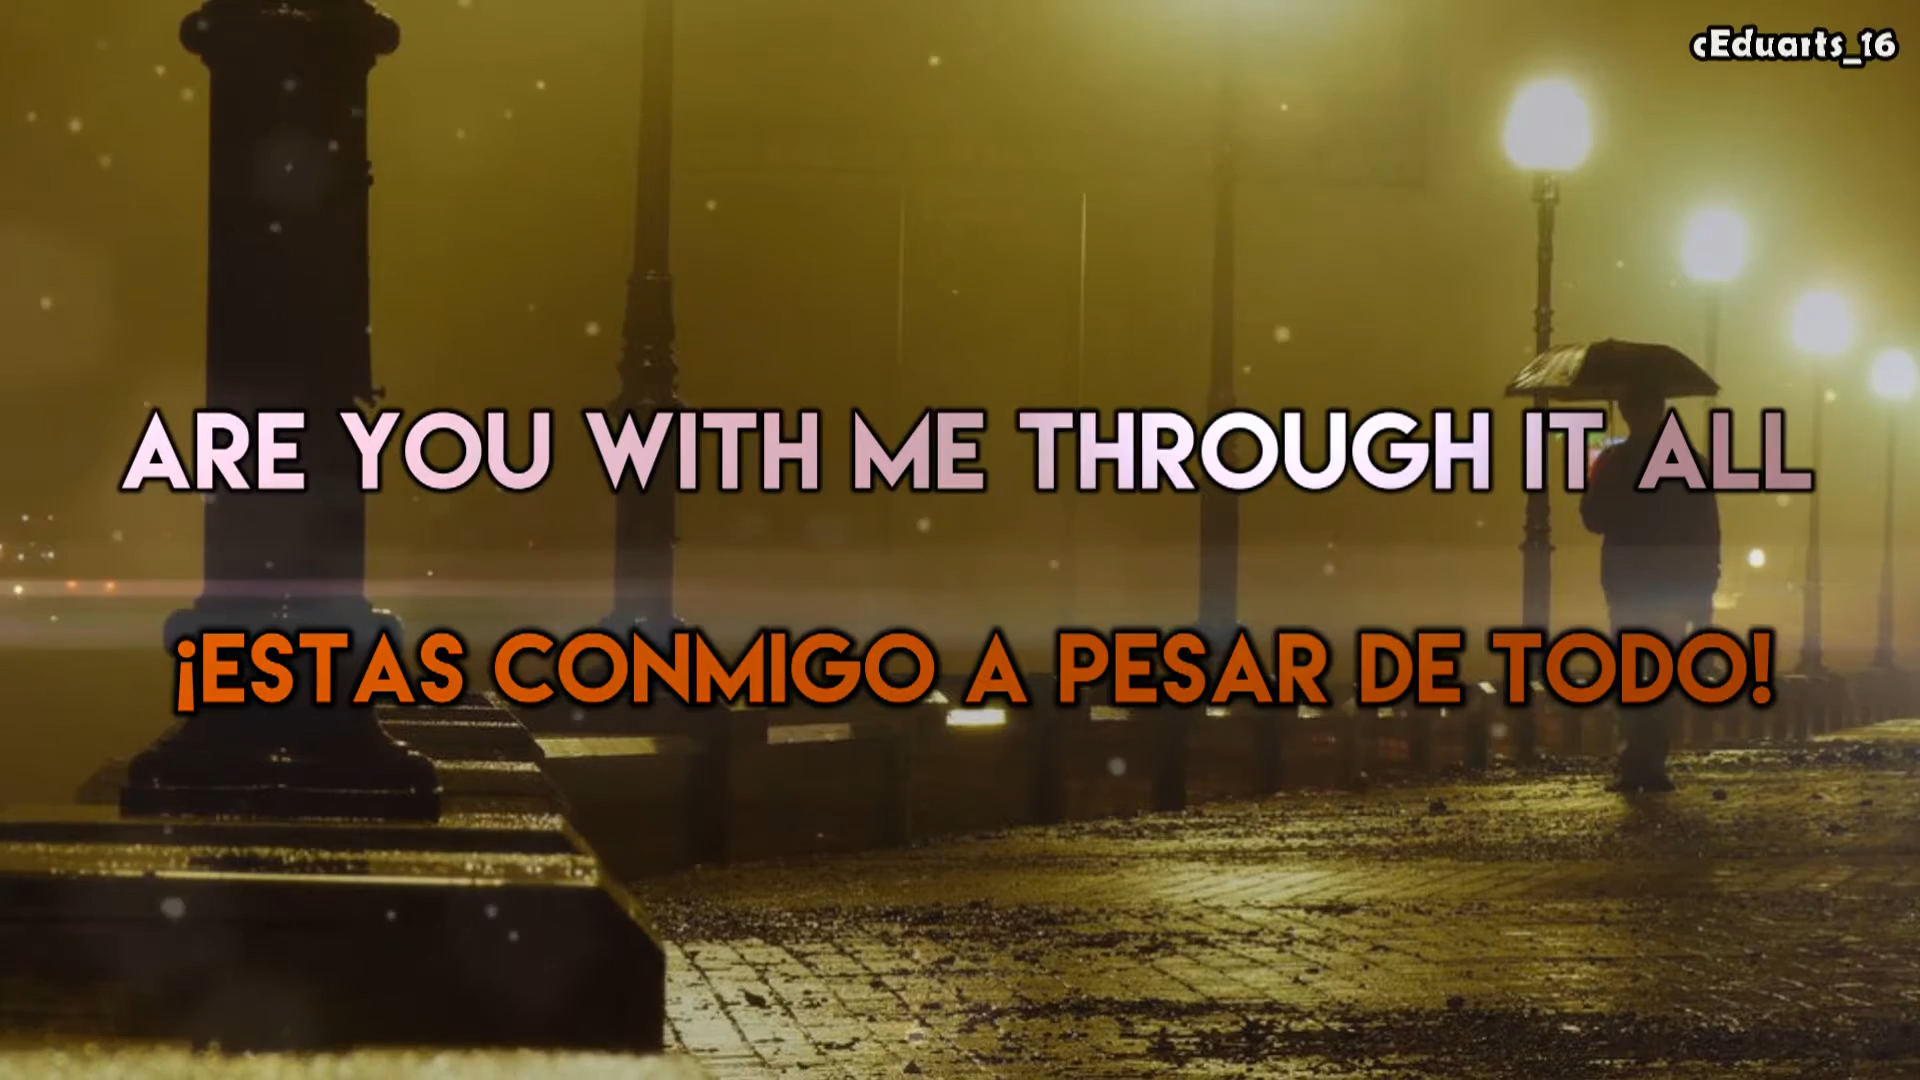 cEduarts_16
ARE YOU WITH ME THROUGH IT ALL
¡ESTAS CONMIGO A PESAR DE TODO!